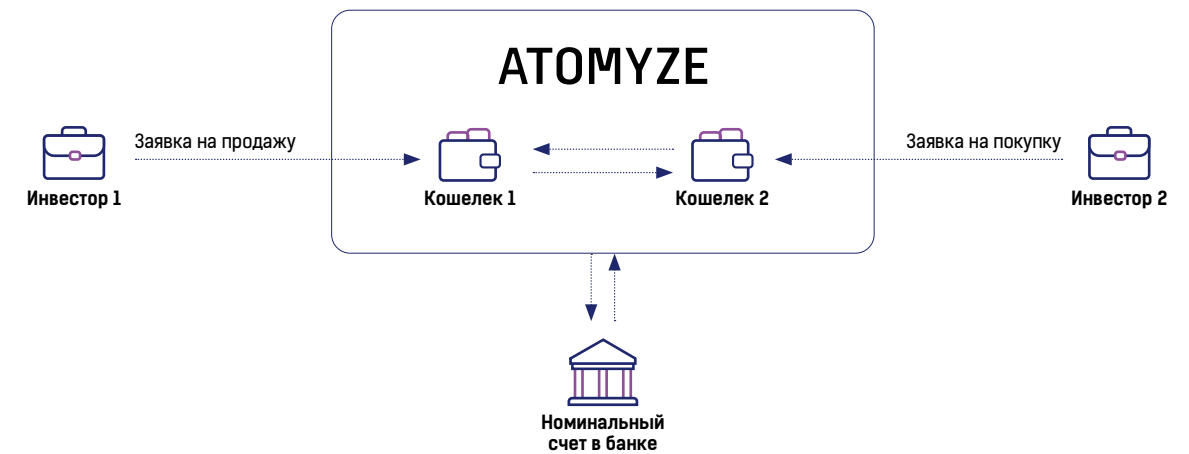 ATOMYZE
Заявка на продажу
Заявка на покупку
Инвестор 1
Кошелек 1
Кошелек 2
Инвестор 2
Номинальный
счет в банке